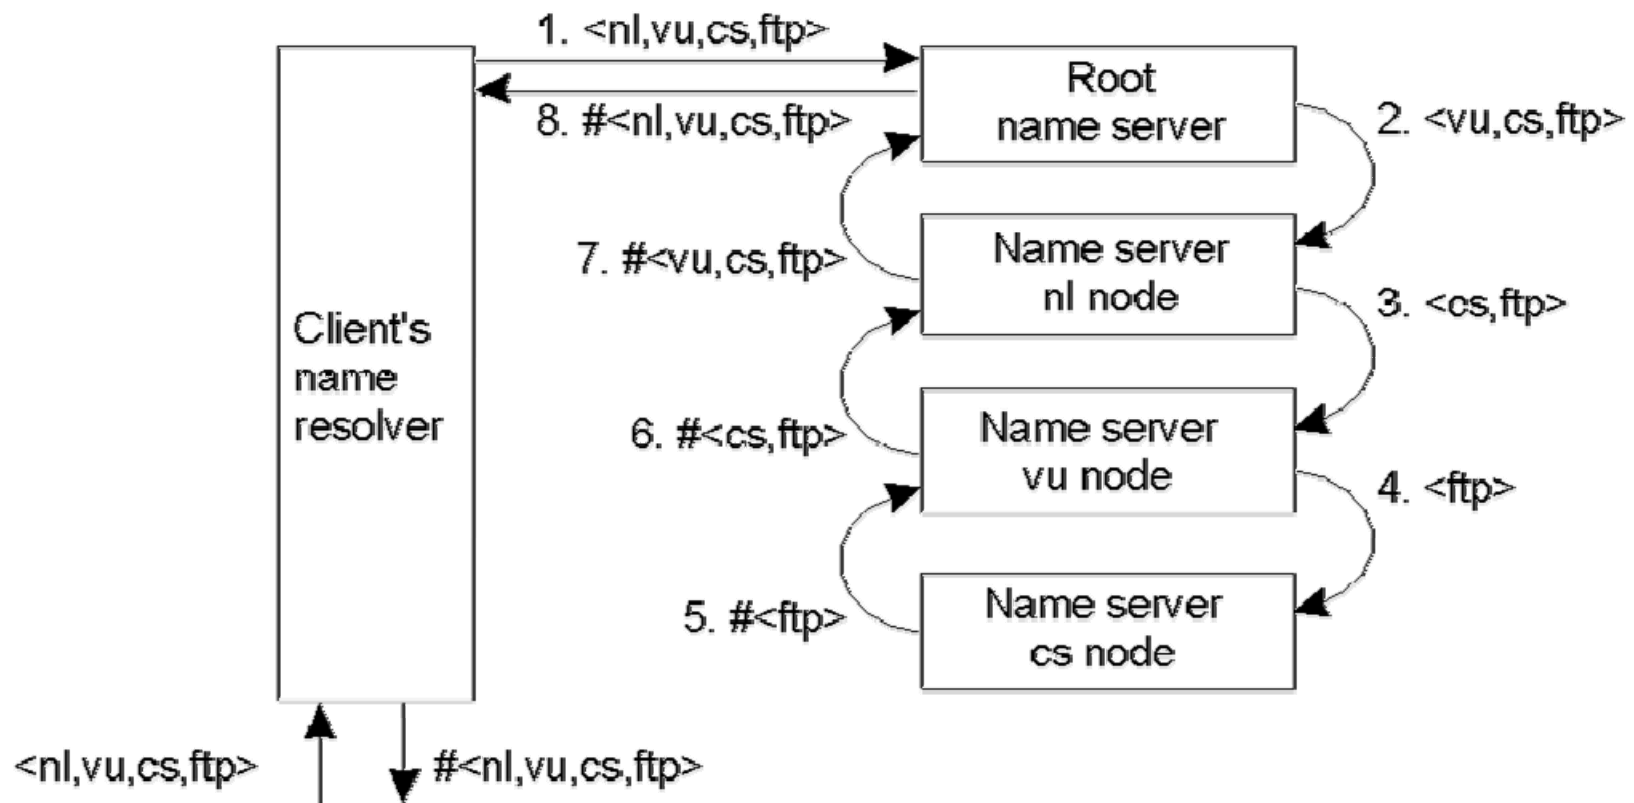 1. <nl,vu,cs,ftp>
Root
name server
8. #<nl,vu,cs,ftp>
2. <vu,cs,ftp>
Name server
nl node
7. #<vu,cs,ftp>
3. <cs,ftp>
Client's
name
resolver
Name server
vu node
6. #<cs,ftp>
4. <ftp>
Name server
cs node
5. #<ftp>
<nl,vu,cs,ftp>
#<nl,vu,cs,ftp>